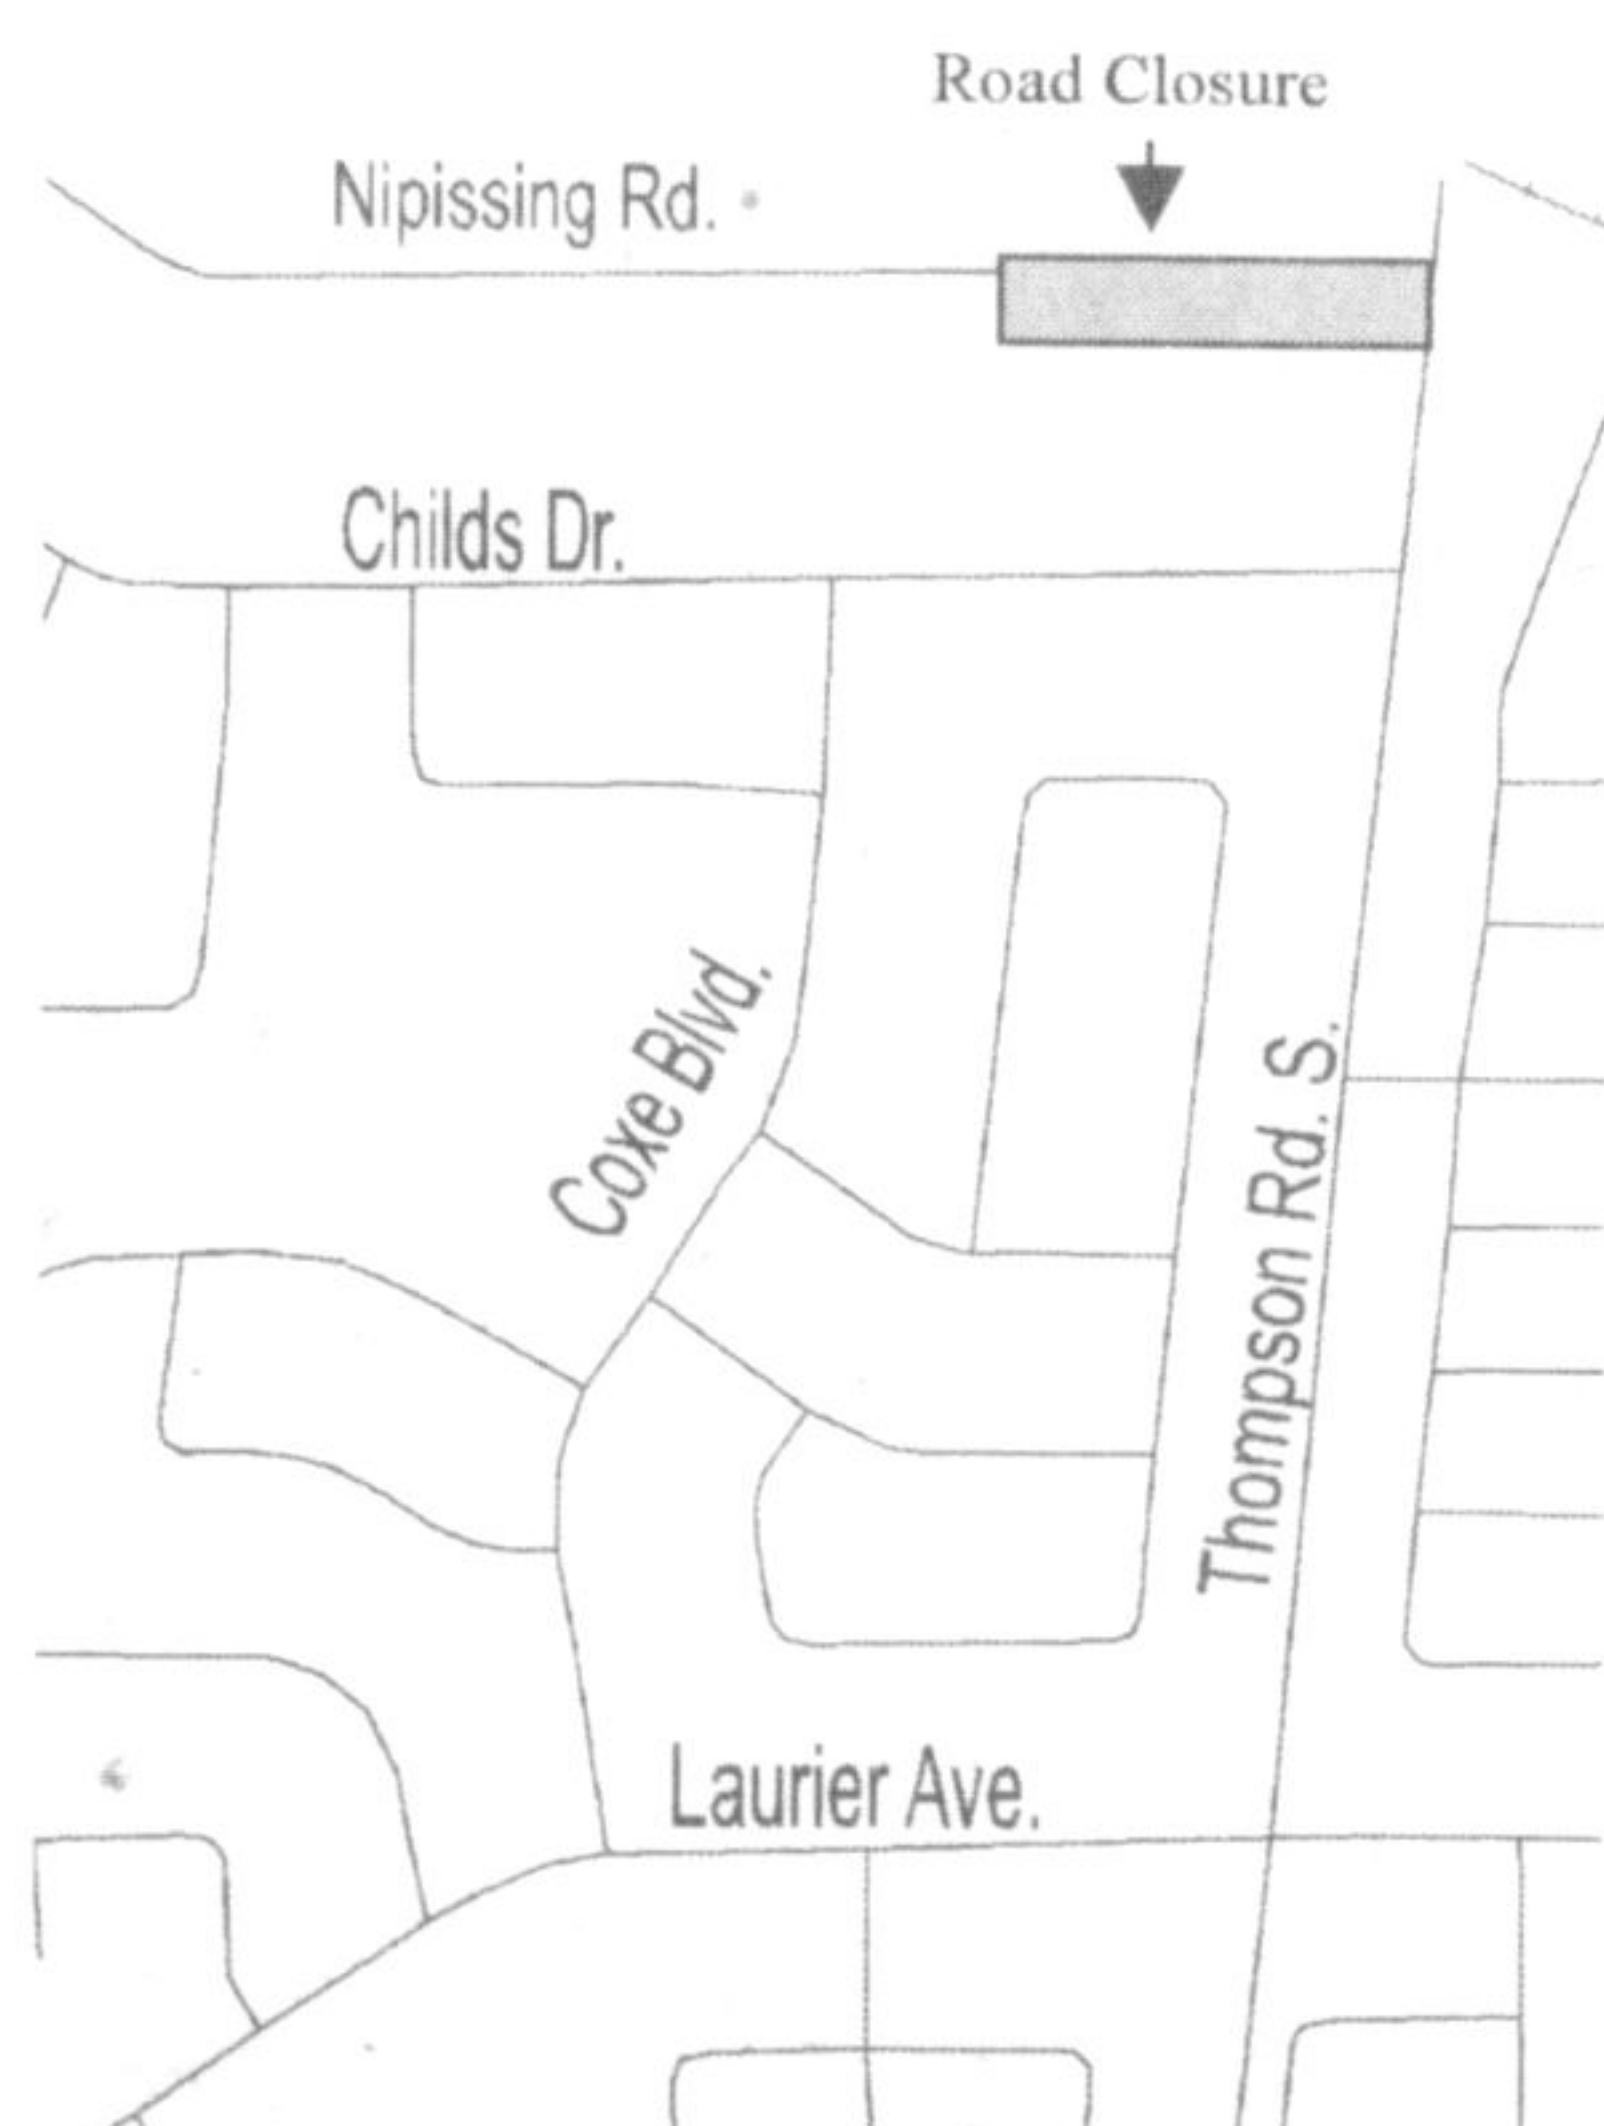 Road Closure
Nipissing Rd.
Childs Dr.
Coxe Blvd.
Thompson Rd. S.
Laurier Ave.